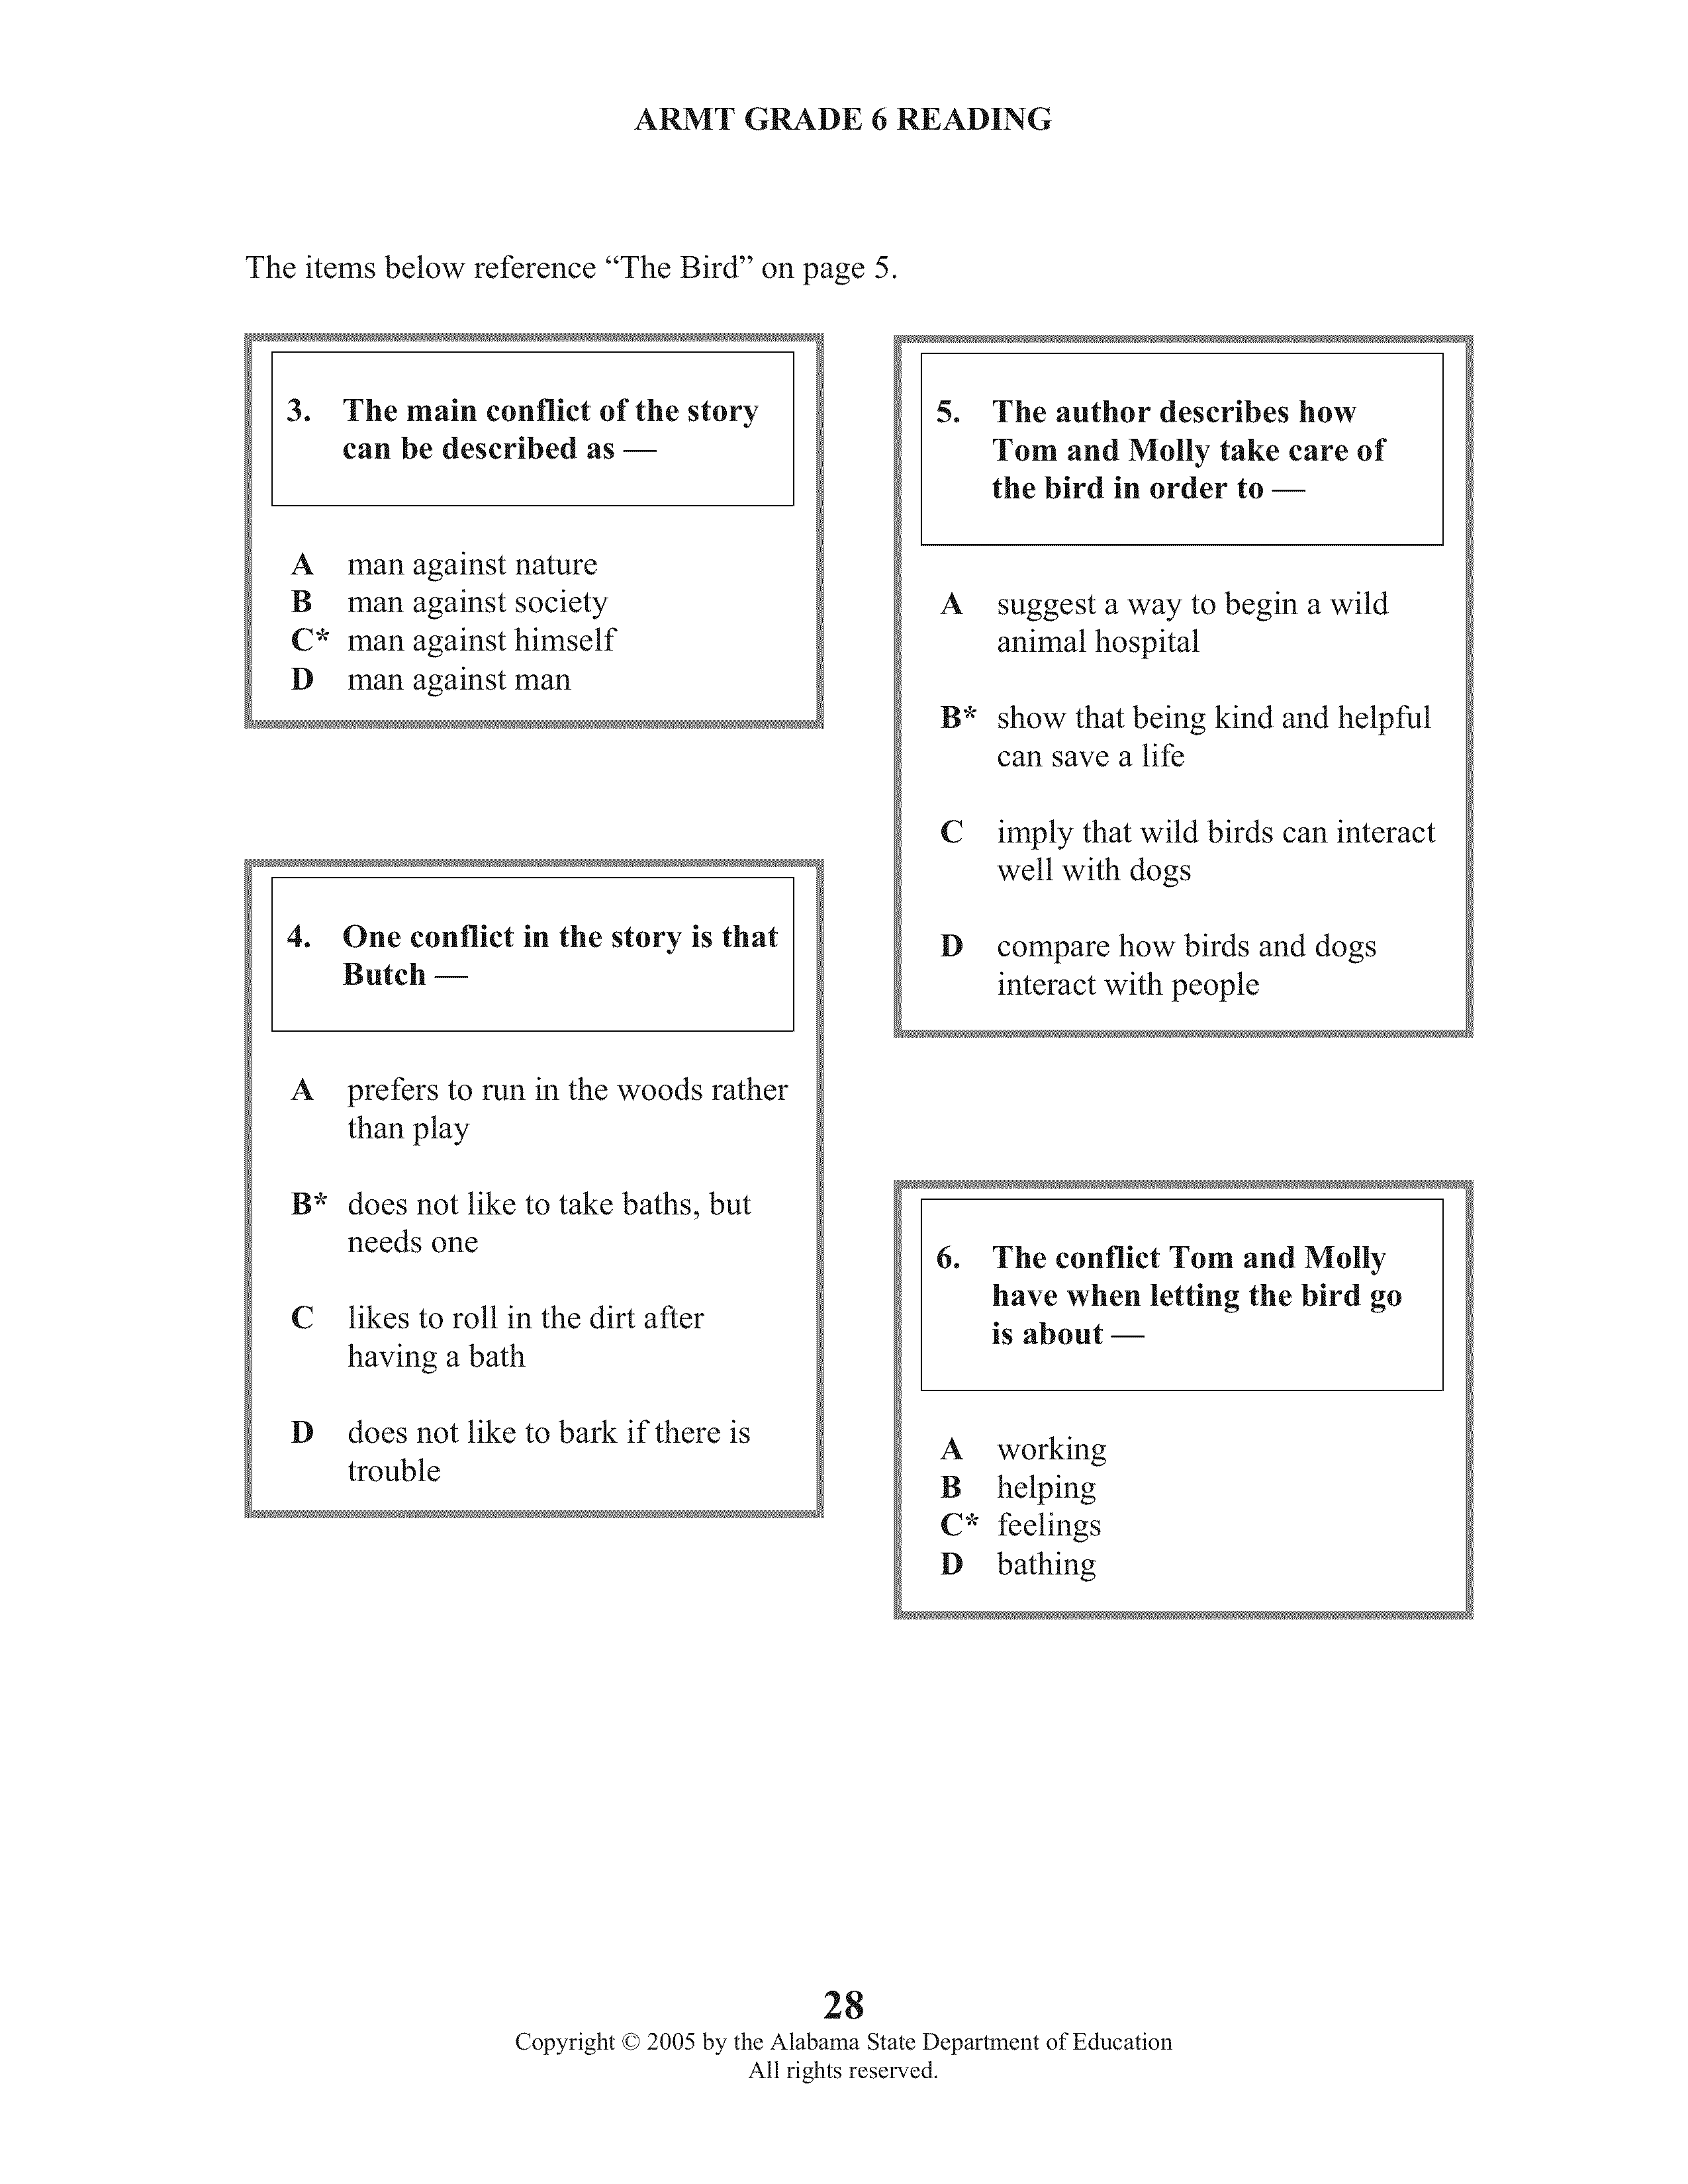 ARMT GRADE 6 READING
The items below reference “The Bird” on page 5.
3. The main conflict of the story
can be described as —
A man against nature
B man against society
C* man against himself
D man against man
4. One conflict in the story is that
Butch —
A prefers to run in the woods rather
than play
B* does not like to take baths, but
needs one
C likes to roll in the dirt after
having a bath
D does not like to bark if there is
trouble
5. The author describes how
Tom and Molly take care of
the bird in order to —
A suggest a way to begin a wild
animal hospital
B* show that being kind and helpful
can save a life
C imply that wild birds can interact
well with dogs
D compare how birds and dogs
interact with people
6. The conflict Tom and Molly
have when letting the bird go
is about —
A working
B helping
C* feelings
D bathing
28
Copyright © 2005 by the Alabama State Department of Education
All rights reserved.